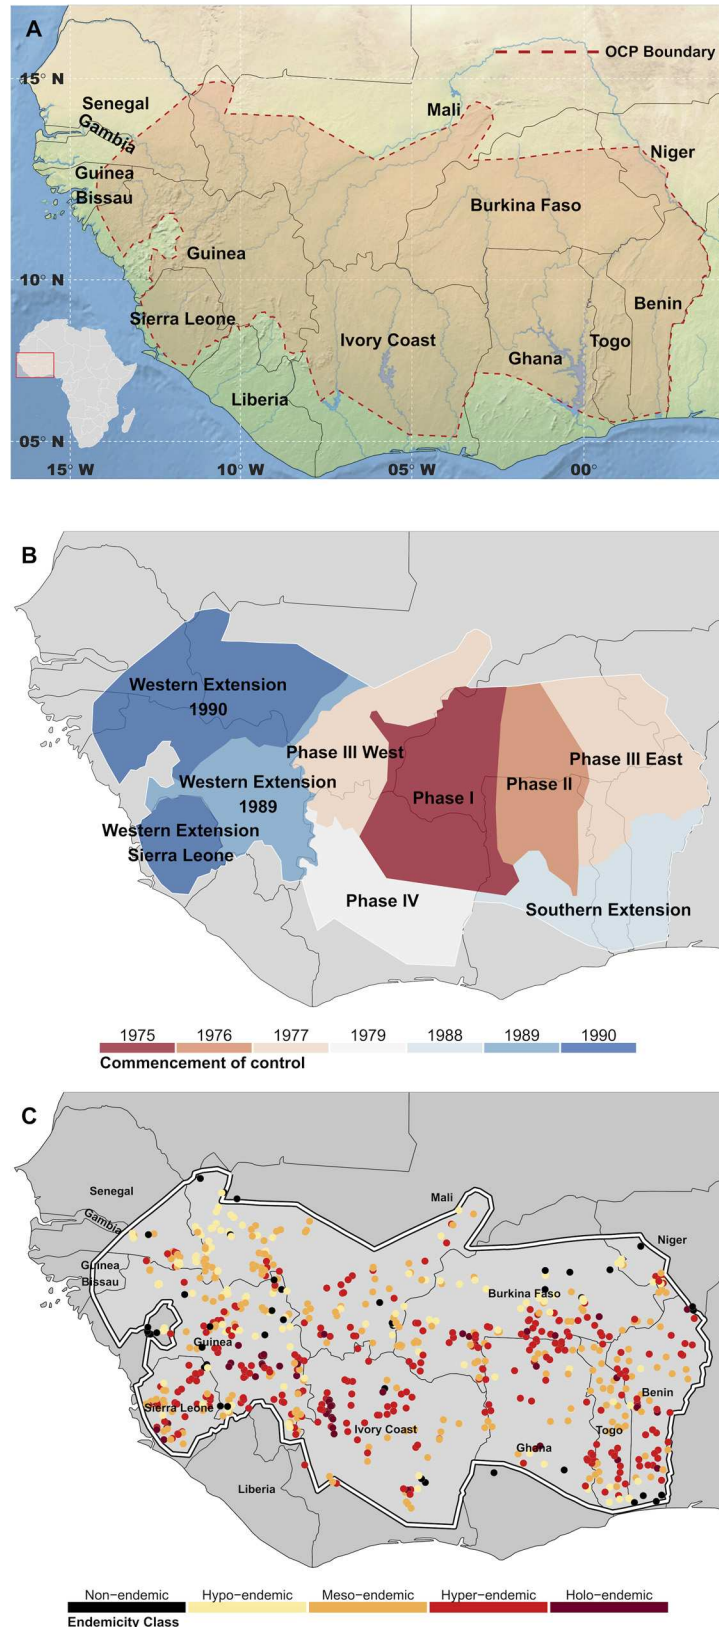 A
OCP Boundary
15° N
Senegal
Mali
Gambia
Niger
Guinea
Bissau
Burkina Faso
Guinea
10° N
Benin
Sierra Leone
Ivory Coast
Togo
Ghana
Liberia
05° N
15° W
10° W
05° W
00°
B
Western Extension
1990
Phase III West
Phase III East
Western Extension
1989
Phase II
Phase I
Western Extension
Sierra Leone
Phase IV
Southern Extension
1975 1976 1977 1979 1988 1989 1990
Commencement of control
C
Senegal
Mali
Gambia
Niger
Guinea
Bissau
Burkina Faso
Guinea
Benin
Sierra Leone
Ivory Coast
Togo
Ghana
Liberia
Non-endemic Hypo-endemic Meso-endemic Hyper-endemic Holo-endemic
Endemicity Class